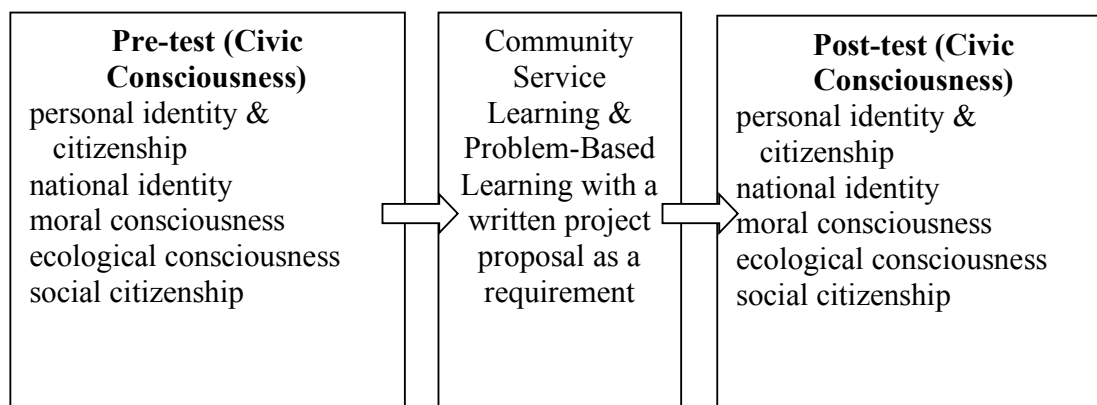 Pre-test (Civic
Consciousness)
personal identity &
citizenship
national identity
moral consciousness
ecological consciousness
social citizenship
Community
Service
Learning &
Problem-Based
Learning with a
written project
proposal as a
requirement
Post-test (Civic
Consciousness)
personal identity &
citizenship
national identity
moral consciousness
ecological consciousness
social citizenship